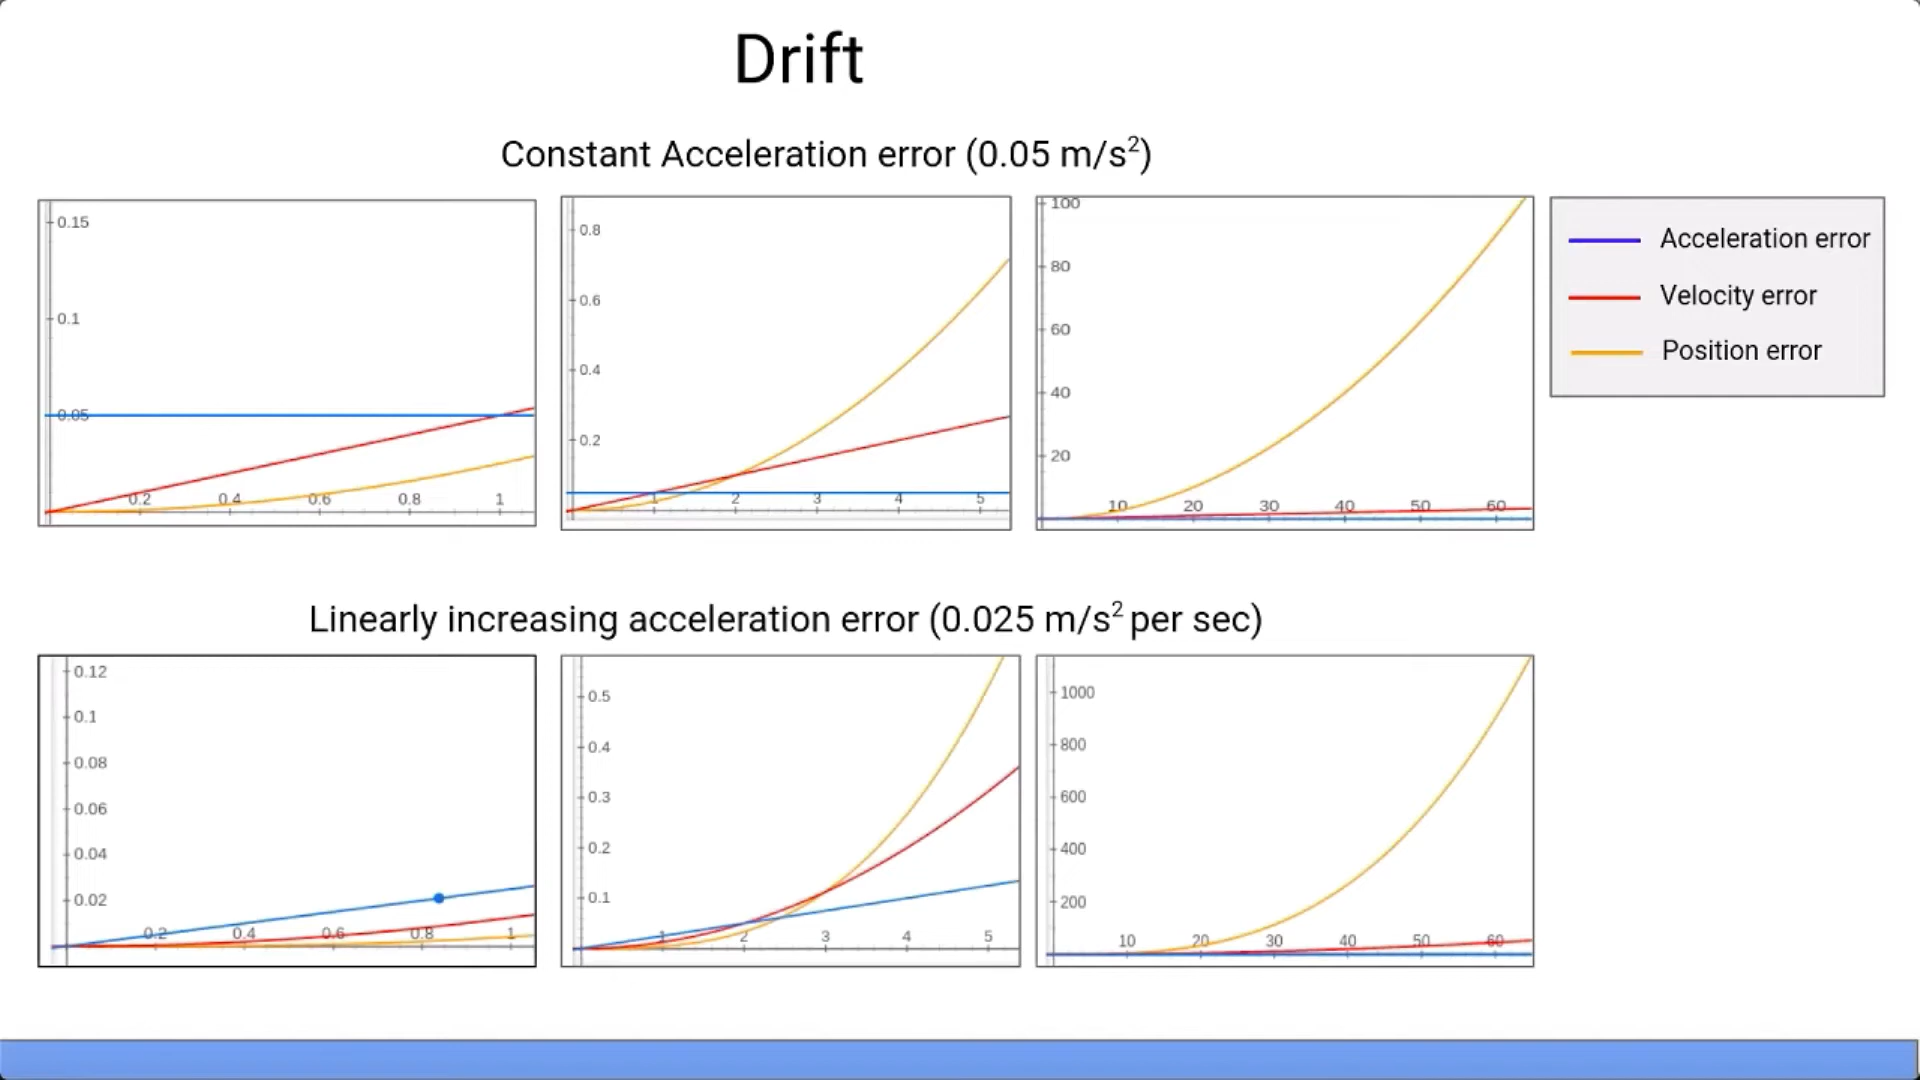 Drift
Constant Acceleration error (0.05 m/s²)
0.15
0.1
0.05
0.2 0.4 0.6 0.8 1
0.8
0.6
0.4
0.2
1 2 3 4 5
100
80
60
40
20
10 20 30 40 50 60
Acceleration error
Velocity error
Position error
Linearly increasing acceleration error (0.025 m/s² per sec)
0.12
0.1
0.08
0.06
0.04
0.02
0.2 0.4 0.6 0.8 1
0.5
0.4
0.3
0.2
0.1
1 2 3 4 5
1000
800
600
400
200
10 20 30 40 50 60